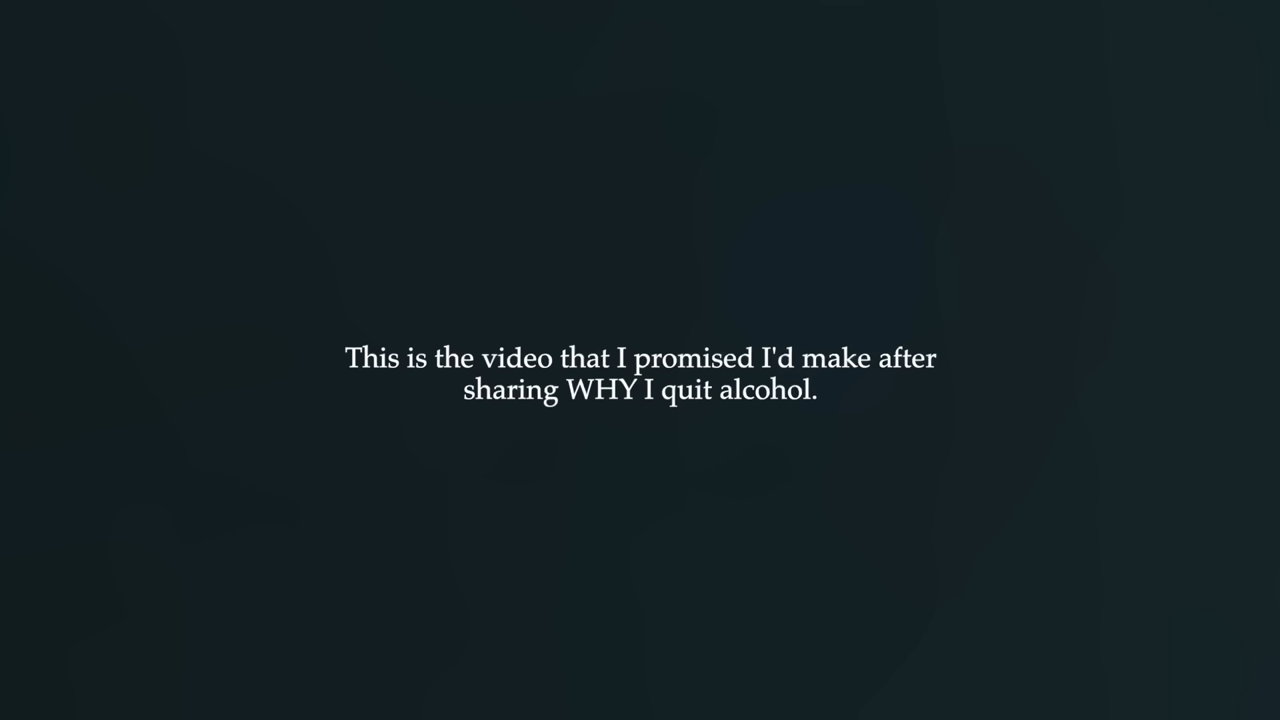 This is the video that I promised I'd make after
sharing WHY I quit alcohol.